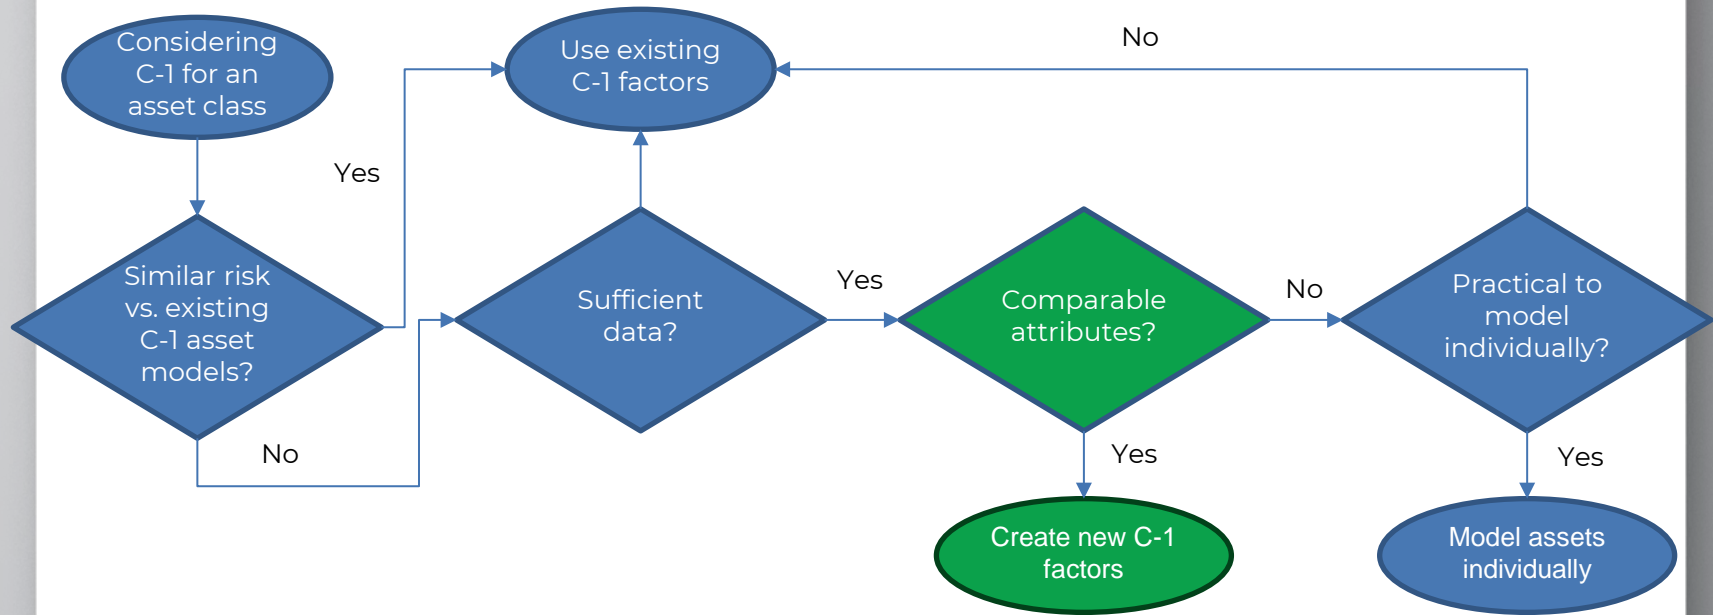 Considering
C-1 for an
asset class
Use existing
C-1 factors
No
Yes
Similar risk
vs. existing
C-1 asset
models?
Sufficient
data?
Yes
Comparable
attributes?
No
Practical to
model
individually?
No
Yes
Yes
Create new C-1
factors
Model assets
individually